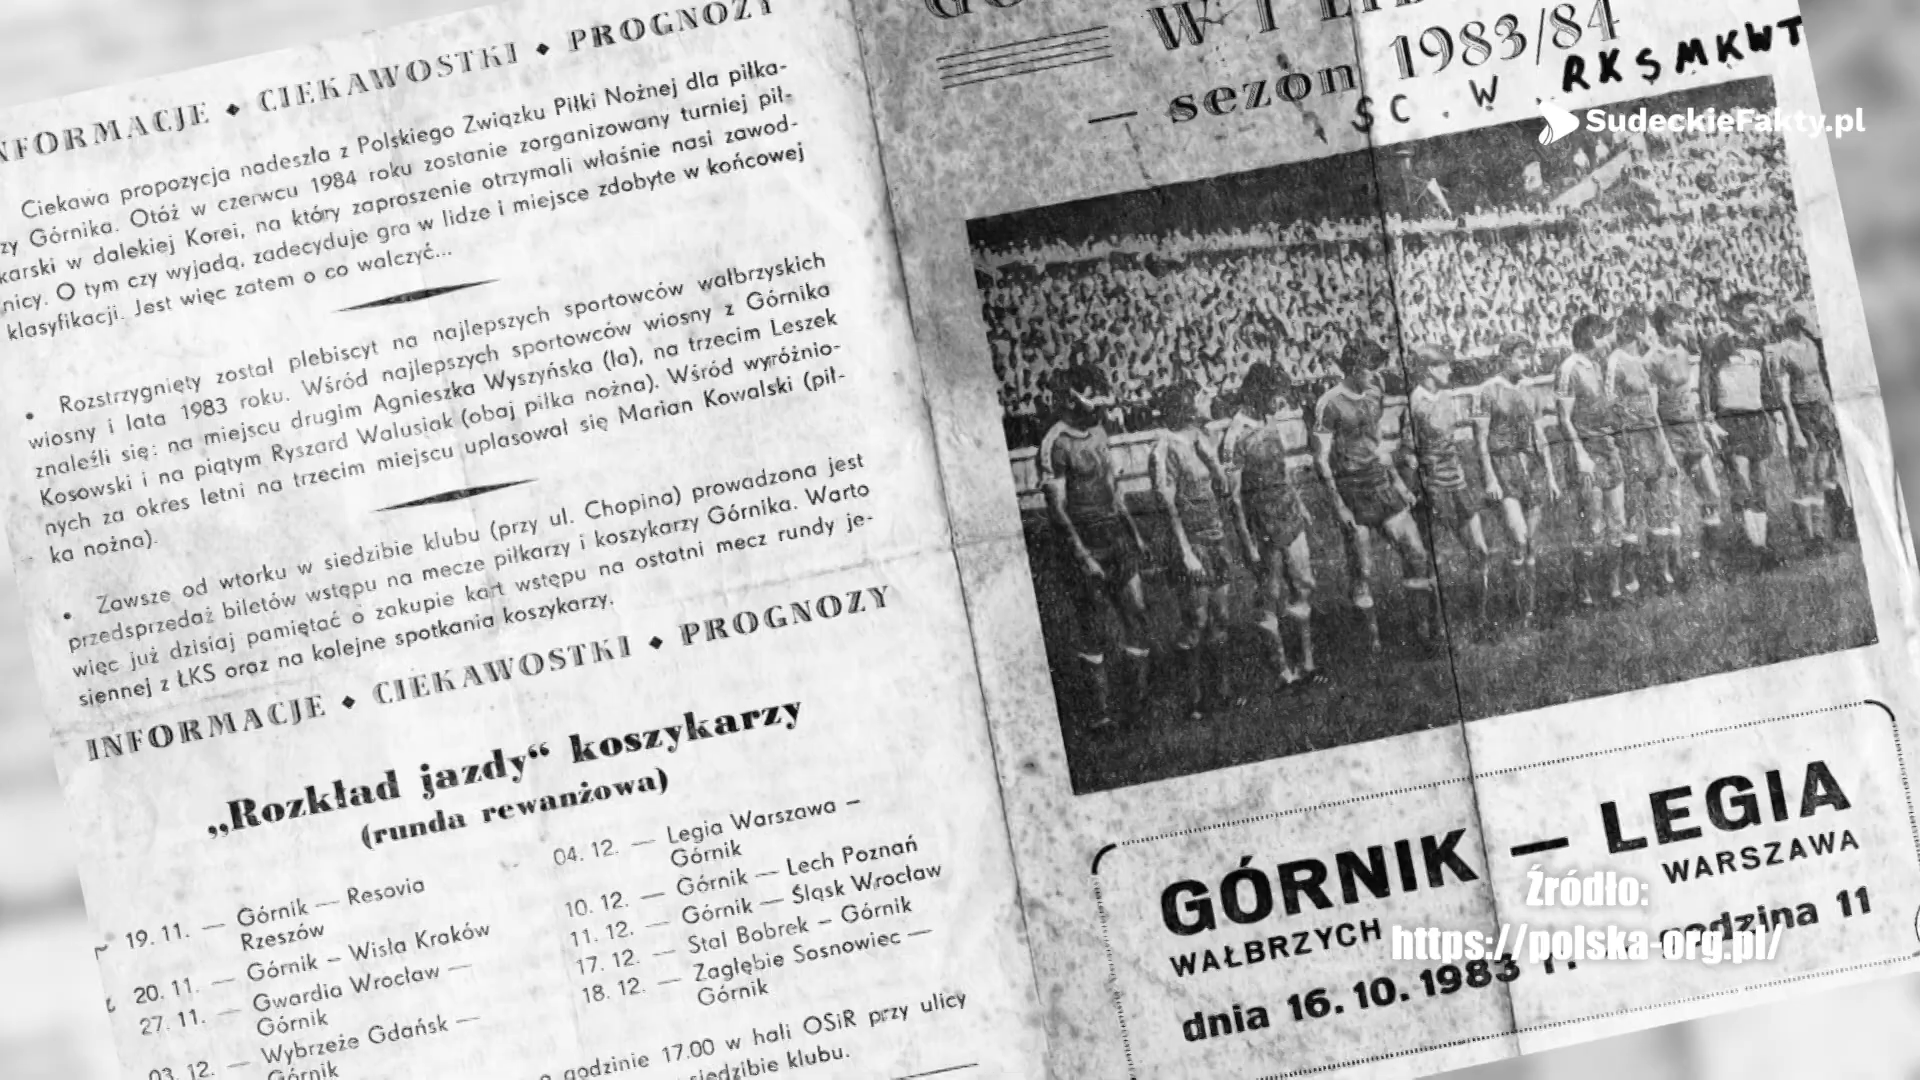 INFORMACJE ◆ CIEKAWOSTKI ◆ PROGNOZY
Ciekawa propozycja nadeszła z Polskiego Związku Piłki Nożnej dla piłka-
zy Górnika. Otóż w czerwcu 1984 roku zostanie zorganizowany turniej pił-
karski w dalekiej Korei, na który zaproszenie otrzymali właśnie nasi zawod-
nicy. O tym czy wyjadą, zadecyduje gra w lidze i miejsce zdobyte w końcowej
klasyfikacji. Jest więc zatem o co walczyć...
• Rozstrzygnięty został plebiscyt na najlepszych sportowców wałbrzyskich
wiosny i lata 1983 roku. Wśród najlepszych sportowców wiosny z Górnika
znaleźli się: na miejscu drugim Agnieszka Wyszyńska (la), na trzecim Leszek
Kosowski i na piątym Ryszard Walusiak (obaj piłka nożna). Wśród wyróżnio-
nych za okres letni na trzecim miejscu uplasował się Marian Kowalski (pił-
ka nożna).
• Zawsze od wtorku w siedzibie klubu (przy ul. Chopina) prowadzona jest
przedsprzedaż biletów wstępu na mecze piłkarzy i koszykarzy Górnika. Warto
więc już dzisiaj pamiętać o zakupie kart wstępu na ostatni mecz rundy je-
siennej z ŁKS oraz na kolejne spotkania koszykarzy.
INFORMACJE ◆ CIEKAWOSTKI ◆ PROGNOZY
„Rozkład jazdy“ koszykarzy
(runda rewanżowa)
19. 11. — Górnik — Resovia
Rzeszów
20. 11. — Górnik – Wisła Kraków
27. 11. — Gwardia Wrocław —
Górnik
03. 12. — Wybrzeże Gdańsk —
Górnik
04. 12. — Legia Warszawa –
Górnik
10. 12. — Górnik — Lech Poznań
11. 12. — Górnik — Śląsk Wrocław
17. 12. — Stal Bobrek – Górnik
18. 12. — Zagłębie Sosnowiec —
Górnik
godzinie 17.00 w hali OSiR przy ulicy
siedzibie klubu.
W I
— sezon 1983/84
SC. W. RKSMKWT
SudeckieFakty.pl
GÓRNIK — LEGIA
WAŁBRZYCH WARSZAWA
dnia 16. 10. 1983 r. — godzina 11
Źródło:
https://polska-org.pl/